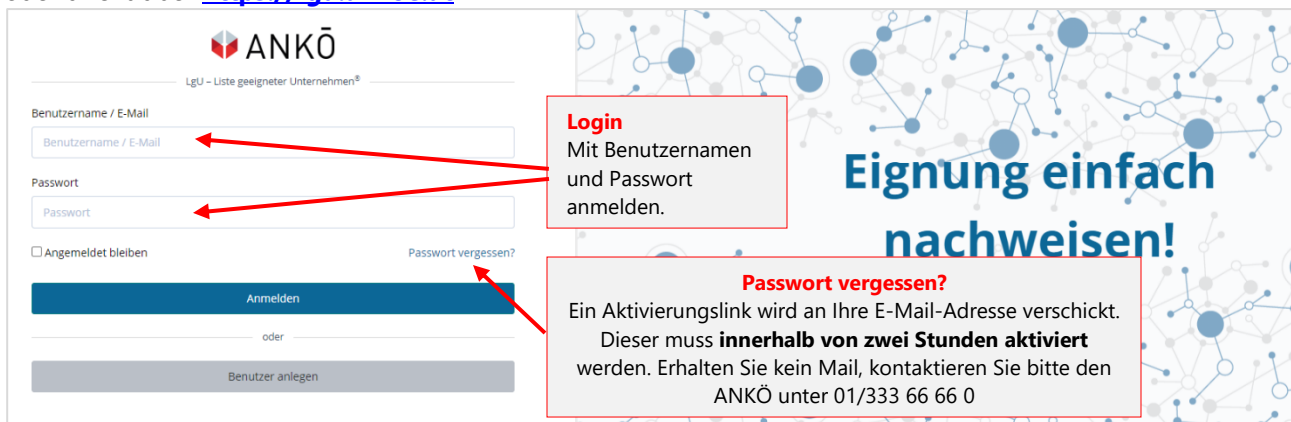 ANKÖ
LgU – Liste geeigneter Unternehmen®
Benutzername / E-Mail
Benutzername / E-Mail
Passwort
Passwort
Angemeldet bleiben
Passwort vergessen?
Anmelden
oder
Benutzer anlegen
Login
Mit Benutzernamen
und Passwort
anmelden.
Eignung einfach
nachweisen!
Passwort vergessen?
Ein Aktivierungslink wird an Ihre E-Mail-Adresse verschickt.
Dieser muss innerhalb von zwei Stunden aktiviert
werden. Erhalten Sie kein Mail, kontaktieren Sie bitte den
ANKÖ unter 01/333 66 66 0